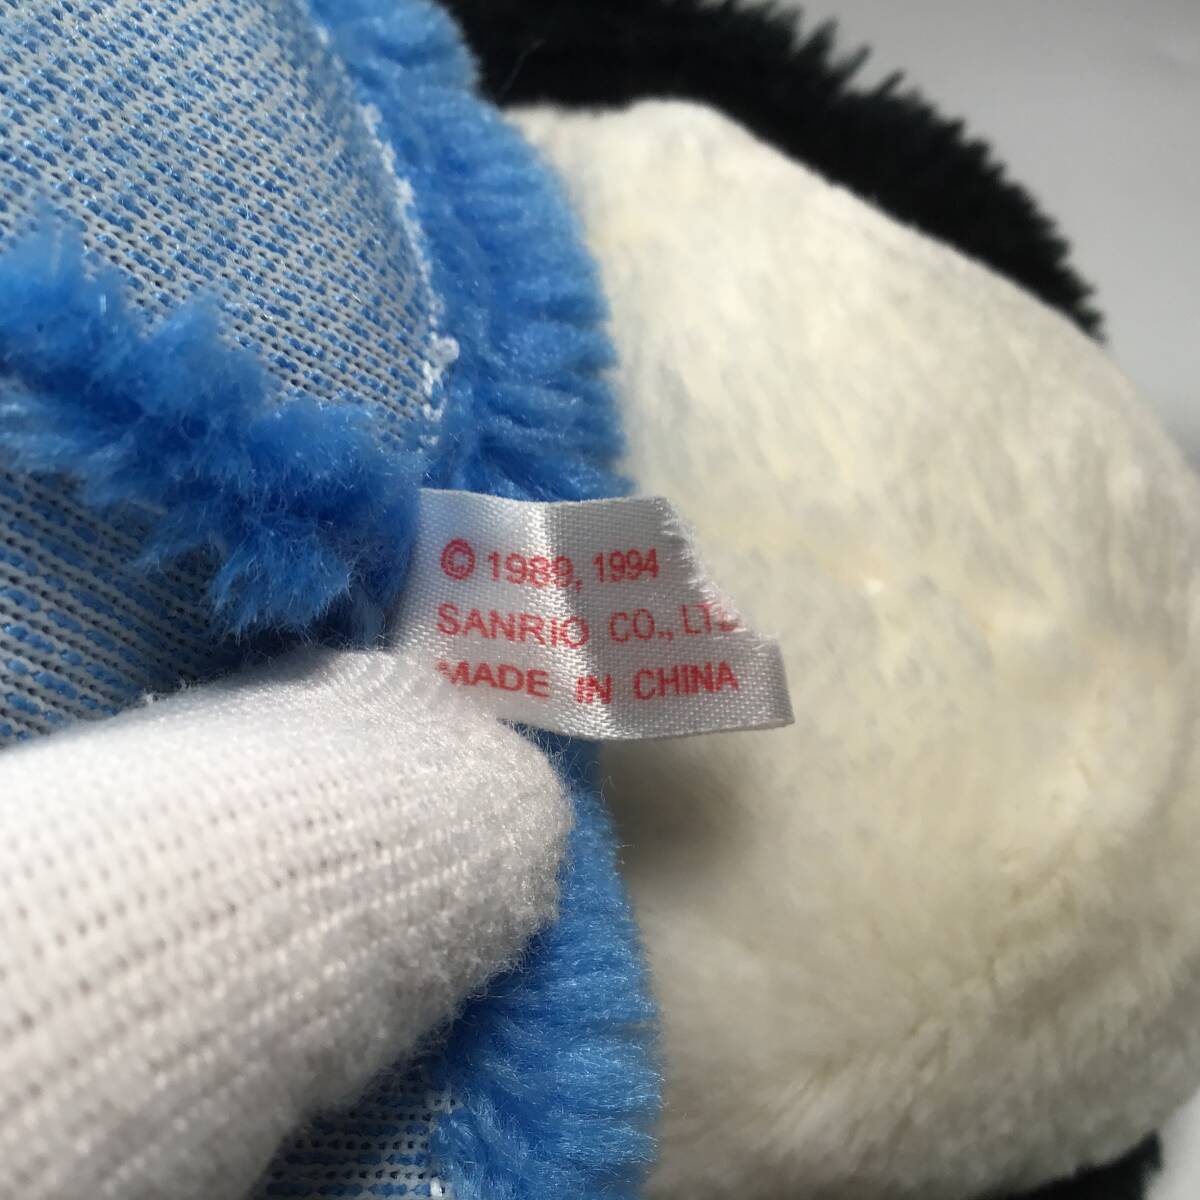 © 1989, 1994
SANRIO CO., LTD
MADE IN CHINA